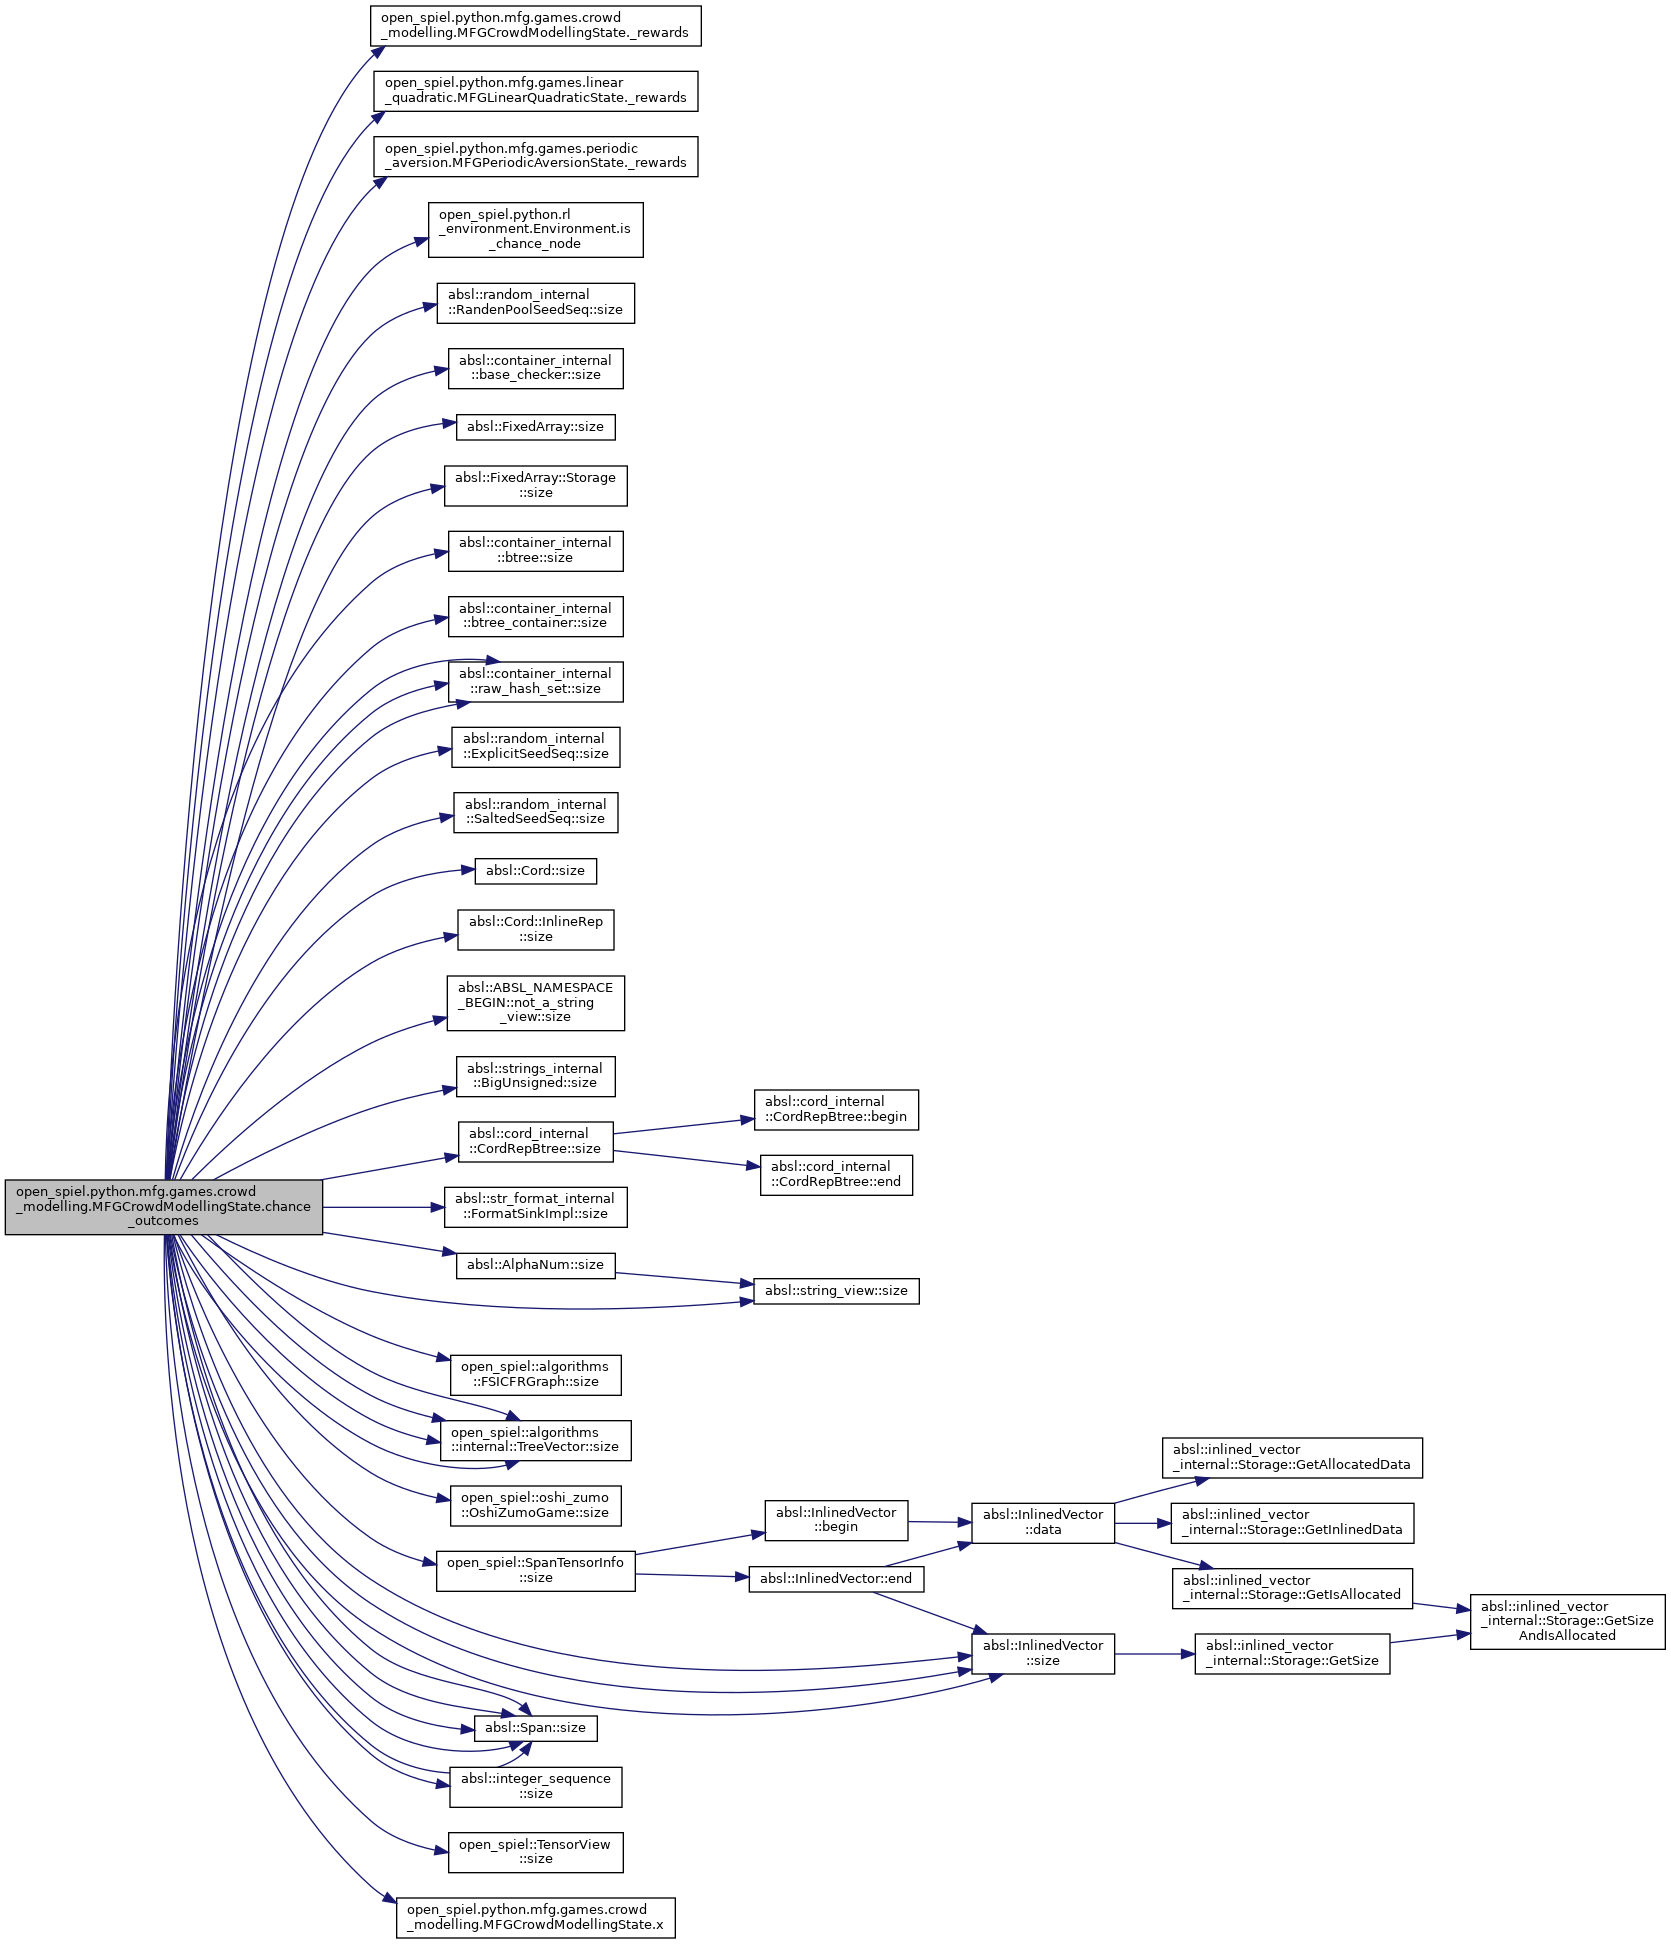 open_spiel.python.mfg.games.crowd
_modelling.MFGCrowdModellingState._rewards
open_spiel.python.mfg.games.linear
_quadratic.MFGLinearQuadraticState._rewards
open_spiel.python.mfg.games.periodic
_aversion.MFGPeriodicAversionState._rewards
open_spiel.python.rl
_environment.Environment.is
_chance_node
absl::random_internal
::RandenPoolSeedSeq::size
absl::container_internal
::base_checker::size
absl::FixedArray::size
absl::FixedArray::Storage
::size
absl::container_internal
::btree::size
absl::container_internal
::btree_container::size
absl::container_internal
::raw_hash_set::size
absl::random_internal
::ExplicitSeedSeq::size
absl::random_internal
::SaltedSeedSeq::size
absl::Cord::size
absl::Cord::InlineRep
::size
absl::ABSL_NAMESPACE
_BEGIN::not_a_string
_view::size
absl::strings_internal
::BigUnsigned::size
absl::cord_internal
::CordRepBtree::size
absl::cord_internal
::CordRepBtree::begin
absl::cord_internal
::CordRepBtree::end
open_spiel.python.mfg.games.crowd
_modelling.MFGCrowdModellingState.chance
_outcomes
absl::str_format_internal
::FormatSinkImpl::size
absl::AlphaNum::size
absl::string_view::size
open_spiel::algorithms
::FSICFRGraph::size
open_spiel::algorithms
::internal::TreeVector::size
open_spiel::oshi_zumo
::OshiZumoGame::size
open_spiel::SpanTensorInfo
::size
absl::InlinedVector
::begin
absl::InlinedVector::end
absl::InlinedVector
::data
absl::InlinedVector
::size
absl::inlined_vector
_internal::Storage::GetAllocatedData
absl::inlined_vector
_internal::Storage::GetInlinedData
absl::inlined_vector
_internal::Storage::GetIsAllocated
absl::inlined_vector
_internal::Storage::GetSize
absl::inlined_vector
_internal::Storage::GetSize
AndIsAllocated
absl::Span::size
absl::integer_sequence
::size
open_spiel::TensorView
::size
open_spiel.python.mfg.games.crowd
_modelling.MFGCrowdModellingState.x